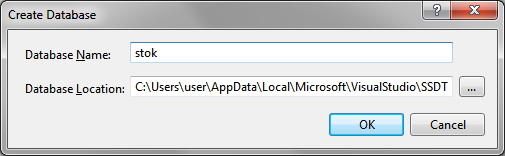 Create Database
Database Name: stok
Database Location: C:\Users\user\AppData\Local\Microsoft\VisualStudio\SSDT ...
OK Cancel